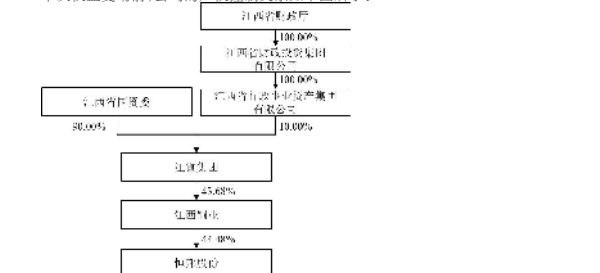 江西省财政厅
100.00%
江西省财政投资集团
有限公司
100.00%
江西省国资委
江西省行政事业资产集团
有限公司
90.00%
10.00%
江铜集团
江西铜业
44.48%
恒邦股份